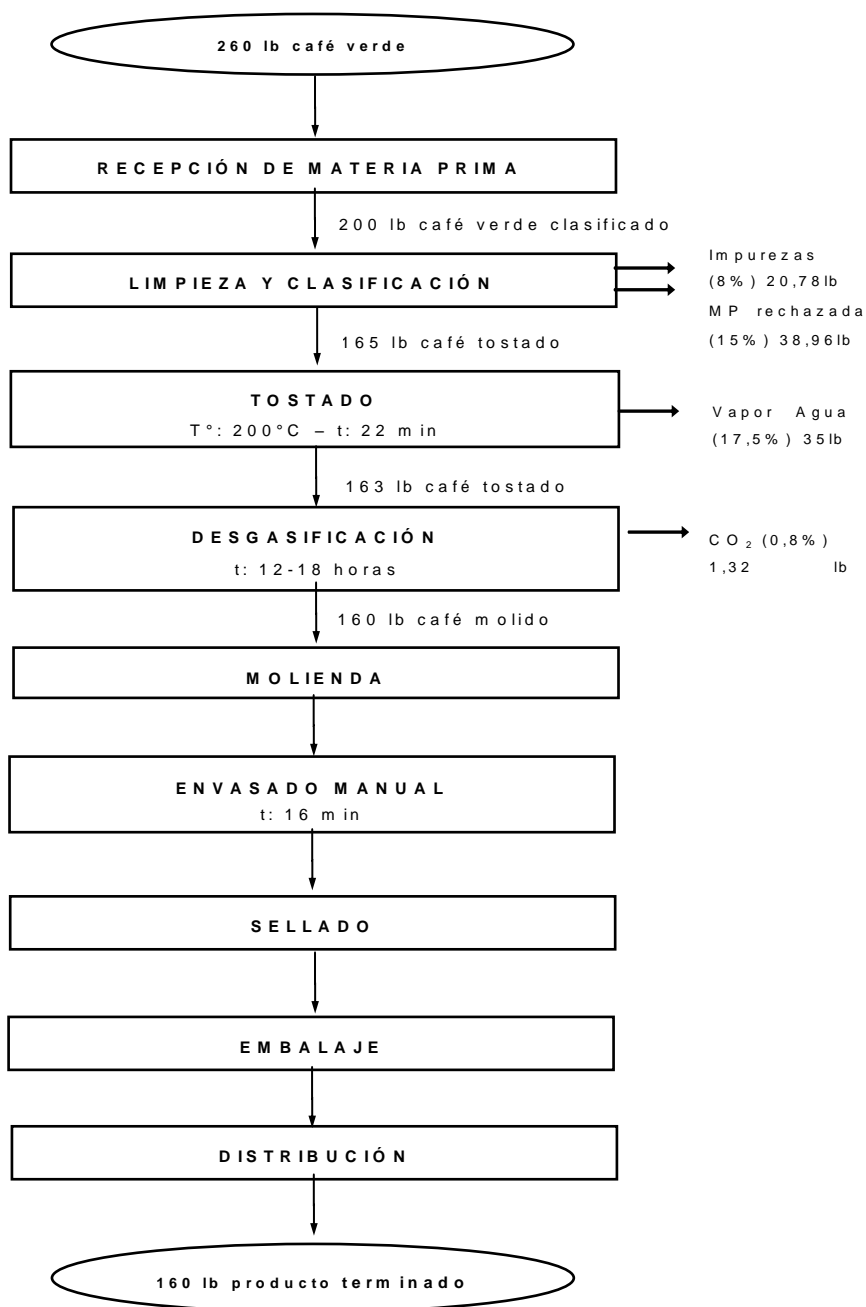 260 lb café verde
RECEPCIÓN DE MATERIA PRIMA
200 lb café verde clasificado
LIMPIEZA Y CLASIFICACIÓN
Impurezas
(8%) 20,78lb
MP rechazada
(15%) 38,96lb
165 lb café tostado
TOSTADO
T°: 200°C – t: 22 min
Vapor Agua
(17,5%) 35lb
163 lb café tostado
DESGASIFICACIÓN
t: 12-18 horas
CO₂ (0,8%)
1,32 lb
160 lb café molido
MOLIENDA
ENVASADO MANUAL
t: 16 min
SELLADO
EMBALAJE
DISTRIBUCIÓN
160 lb producto terminado